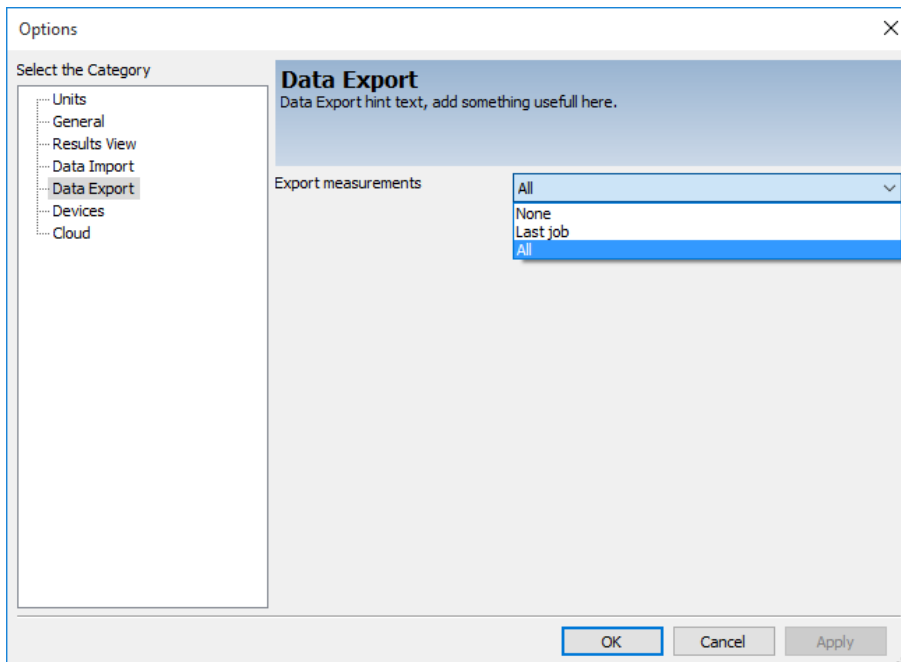 Options
Select the Category
Units
General
Results View
Data Import
Data Export
Devices
Cloud
Data Export
Data Export hint text, add something usefull here.
Export measurements
All
None
Last job
All
OK
Cancel
Apply